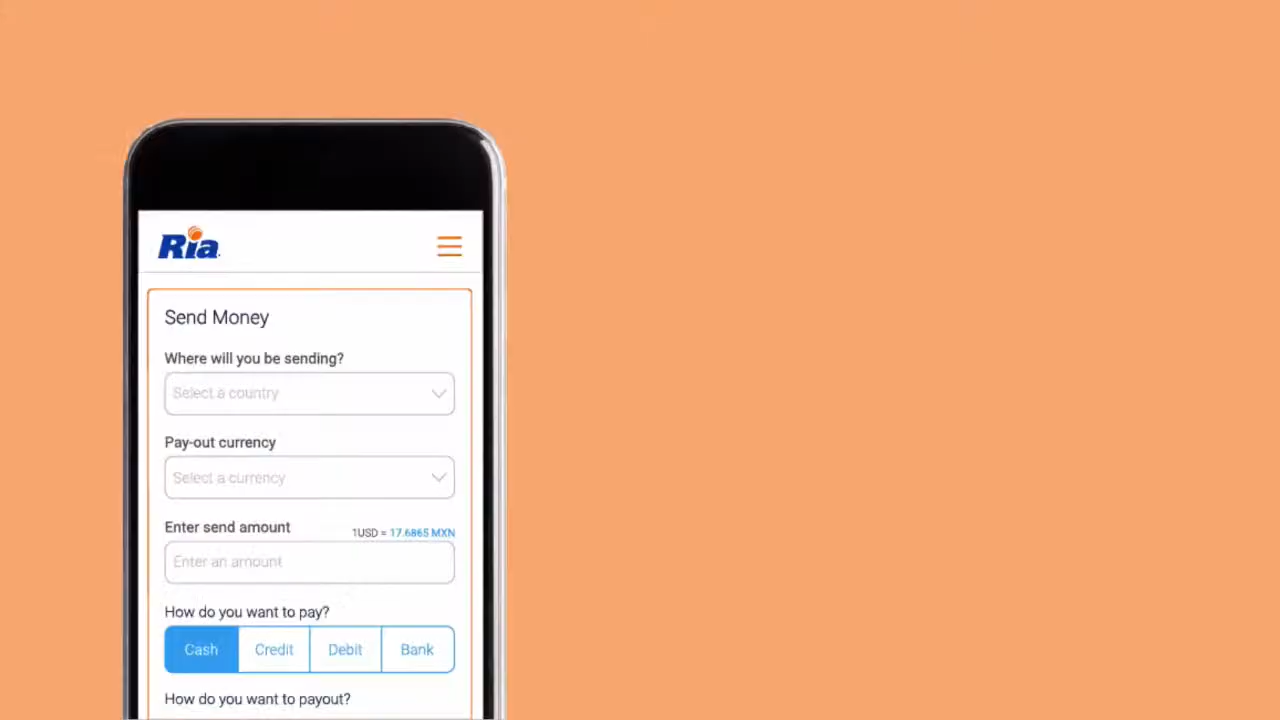 Ria
Send Money
Where will you be sending?
Select a country
Pay-out currency
Select a currency
Enter send amount
1USD = 17.6865 MXN
Enter an amount
How do you want to pay?
Cash Credit Debit Bank
How do you want to payout?